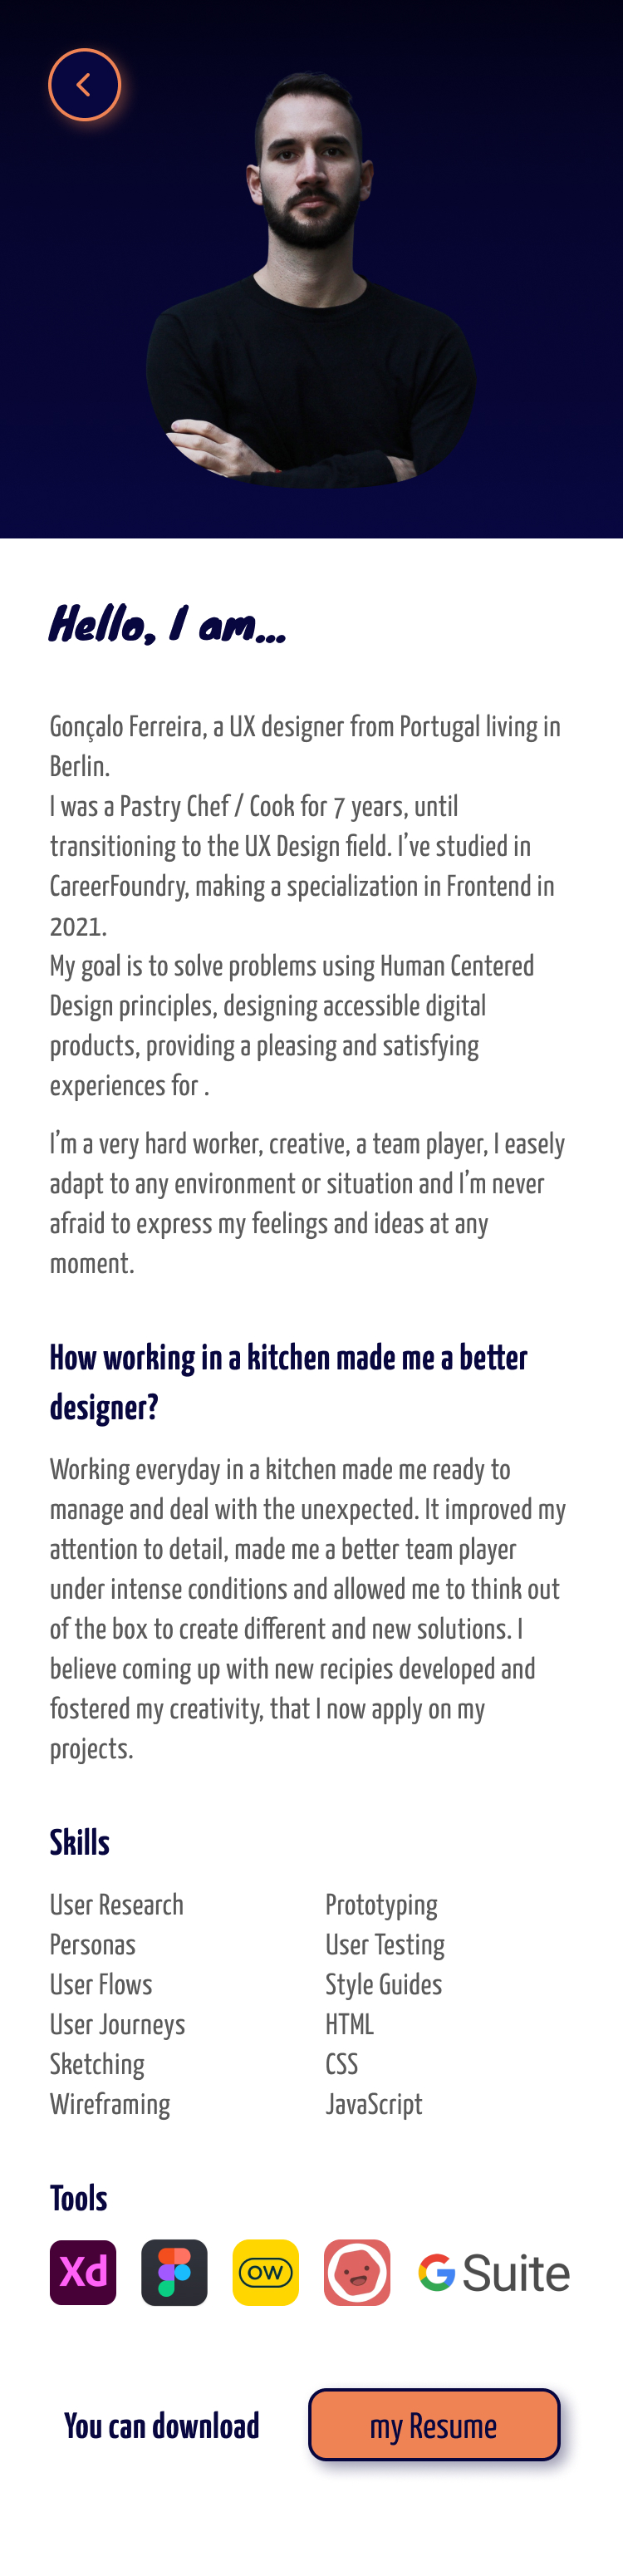 Hello, I am...
Gonçalo Ferreira, a UX designer from Portugal living in
Berlin.
I was a Pastry Chef / Cook for 7 years, until
transitioning to the UX Design field. I’ve studied in
CareerFoundry, making a specialization in Frontend in
2021.
My goal is to solve problems using Human Centered
Design principles, designing accessible digital
products, providing a pleasing and satisfying
experiences for .
I’m a very hard worker, creative, a team player, I easely
adapt to any environment or situation and I’m never
afraid to express my feelings and ideas at any
moment.
How working in a kitchen made me a better
designer?
Working everyday in a kitchen made me ready to
manage and deal with the unexpected. It improved my
attention to detail, made me a better team player
under intense conditions and allowed me to think out
of the box to create different and new solutions. I
believe coming up with new recipies developed and
fostered my creativity, that I now apply on my
projects.
Skills
User Research
Personas
User Flows
User Journeys
Sketching
Wireframing
Prototyping
User Testing
Style Guides
HTML
CSS
JavaScript
Tools
Xd
OW
G Suite
You can download
my Resume